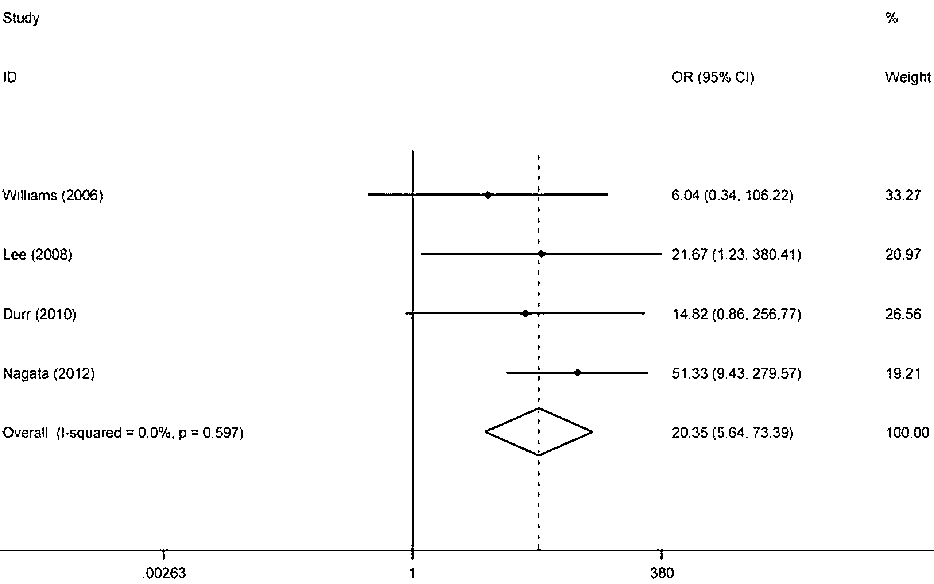 Study %
ID OR (95% CI) Weight
Williams (2006) 6.04 (0.34, 106.22) 33.27
Lee (2008) 21.67 (1.23, 380.41) 20.97
Durr (2010) 14.82 (0.86, 256.77) 26.56
Nagata (2012) 51.33 (9.43, 279.57) 19.21
Overall (I-squared = 0.0%, p = 0.597) 20.35 (5.64, 73.39) 100.00
.00263 1 380